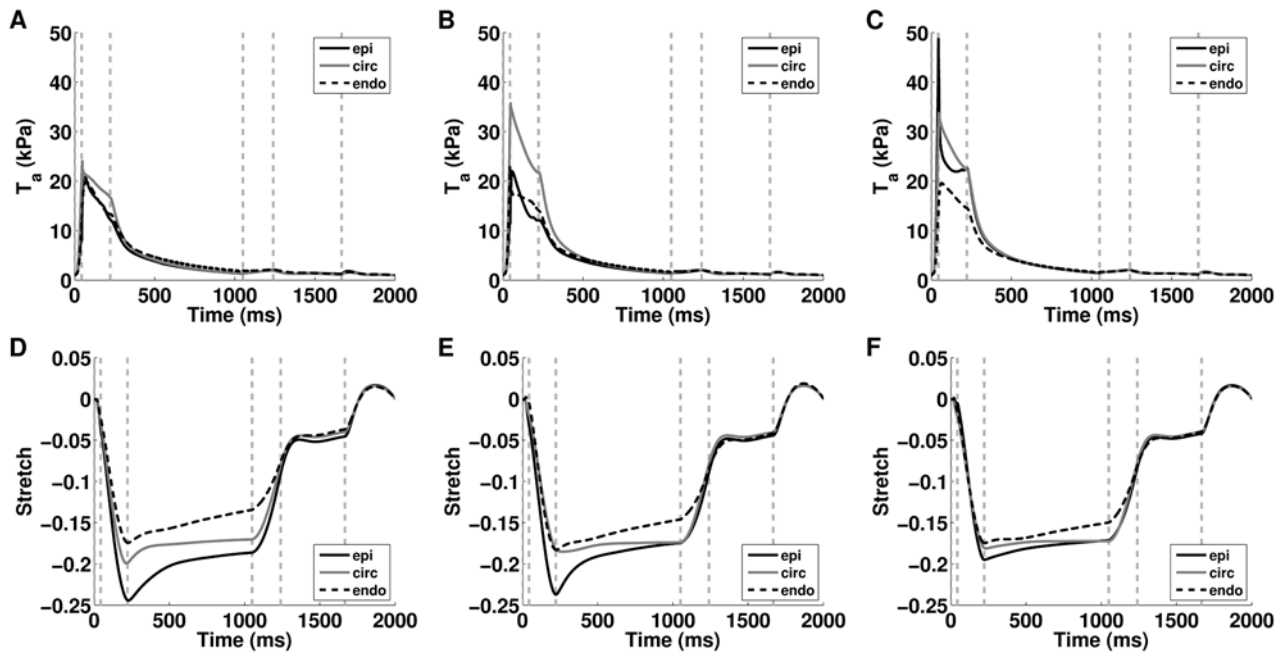 A
50
40
30
20
10
0
T_a (kPa)
epi
circ
endo
0 500 1000 1500 2000
Time (ms)
B
50
40
30
20
10
0
T_a (kPa)
epi
circ
endo
0 500 1000 1500 2000
Time (ms)
C
50
40
30
20
10
0
T_a (kPa)
epi
circ
endo
0 500 1000 1500 2000
Time (ms)
D
0.05
0
−0.05
−0.1
−0.15
−0.2
−0.25
Stretch
epi
circ
endo
0 500 1000 1500 2000
Time (ms)
E
0.05
0
−0.05
−0.1
−0.15
−0.2
−0.25
Stretch
epi
circ
endo
0 500 1000 1500 2000
Time (ms)
F
0.05
0
−0.05
−0.1
−0.15
−0.2
−0.25
Stretch
epi
circ
endo
0 500 1000 1500 2000
Time (ms)